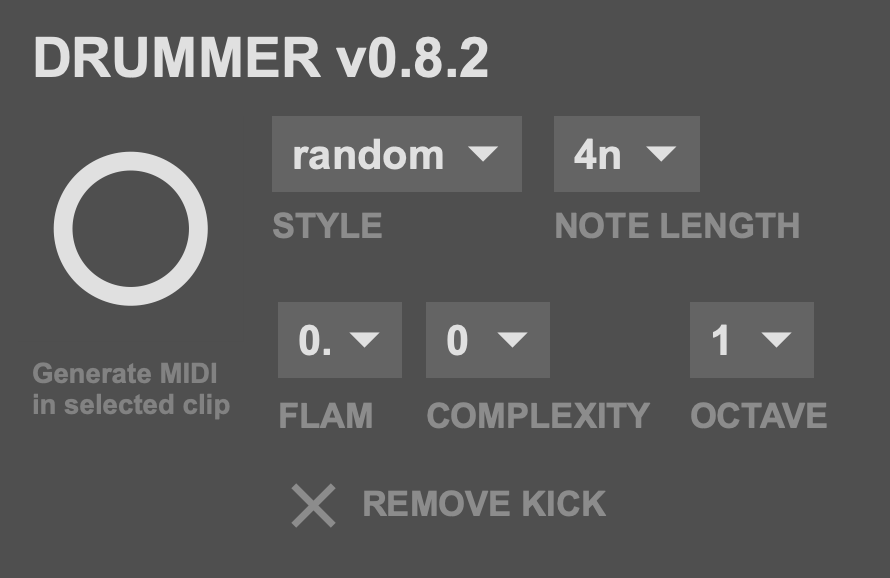 DRUMMER v0.8.2
random
4n
STYLE
NOTE LENGTH
0.
0
1
Generate MIDI
in selected clip
FLAM
COMPLEXITY
OCTAVE
REMOVE KICK